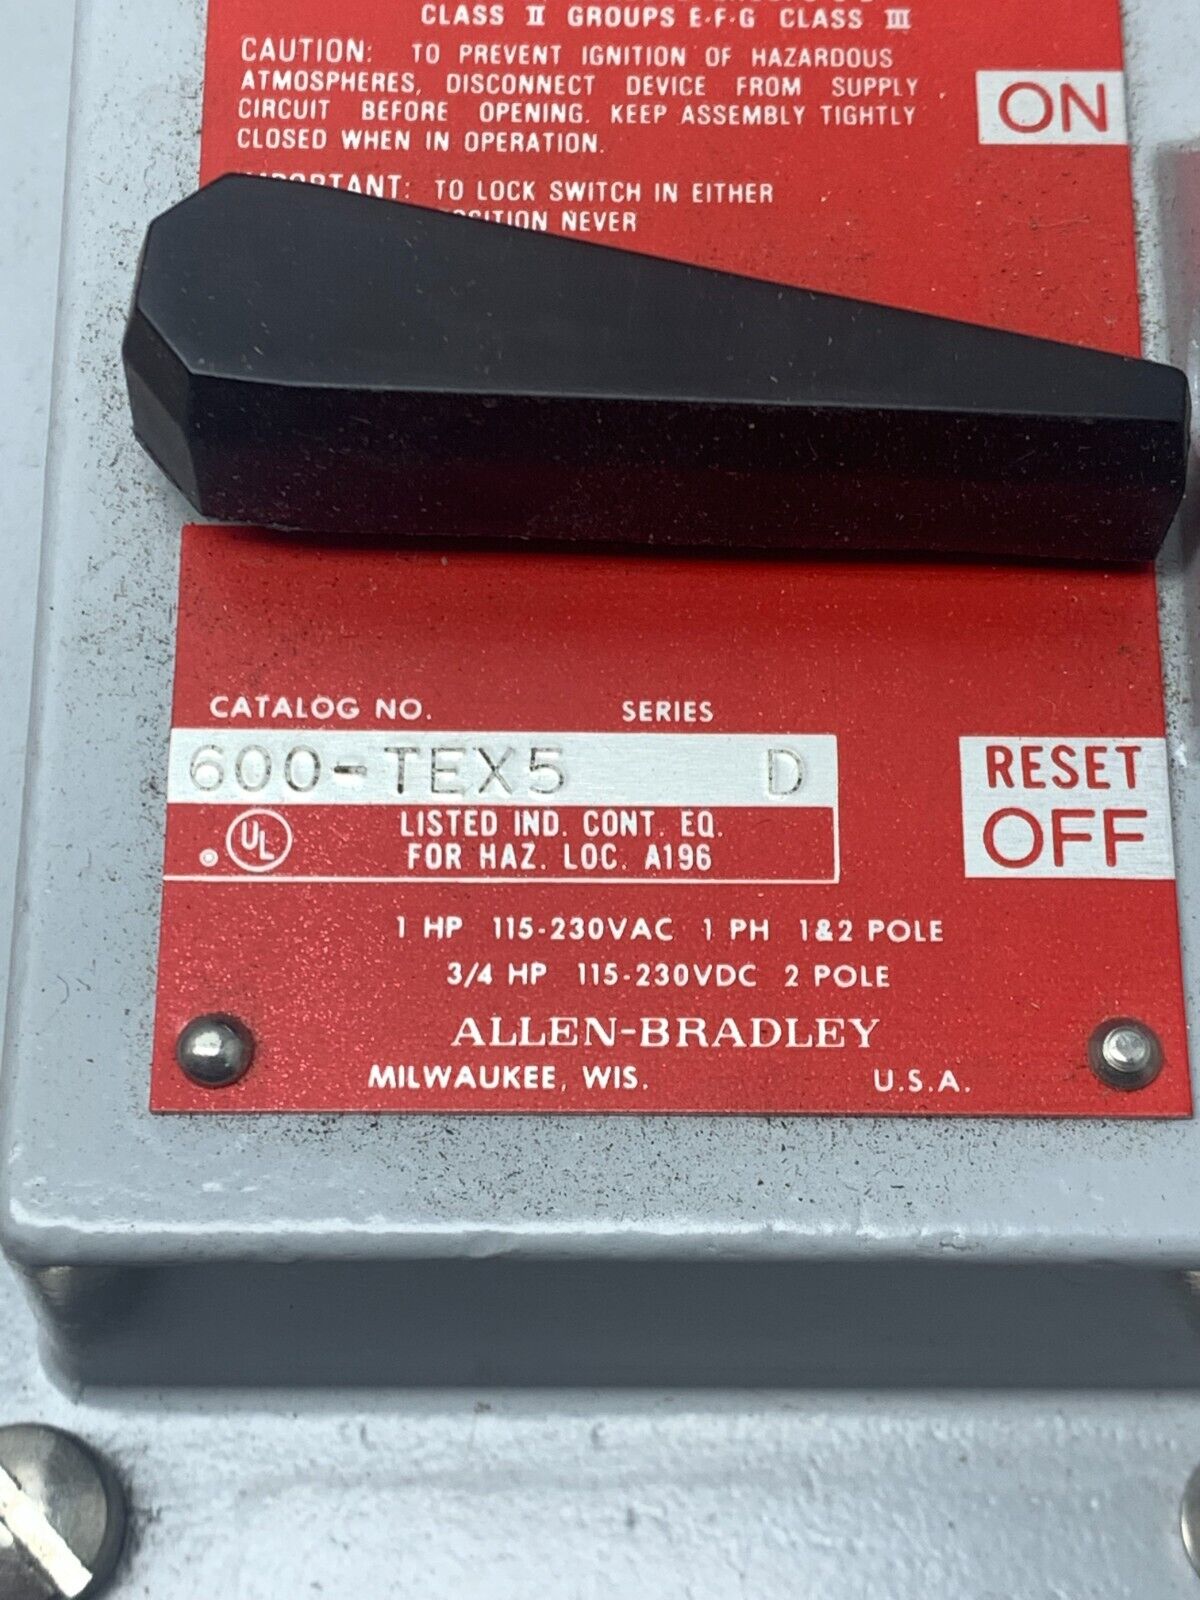 CLASS II GROUPS E·F·G CLASS III
CAUTION: TO PREVENT IGNITION OF HAZARDOUS
ATMOSPHERES, DISCONNECT DEVICE FROM SUPPLY
CIRCUIT BEFORE OPENING. KEEP ASSEMBLY TIGHTLY
CLOSED WHEN IN OPERATION.
ON
TO LOCK SWITCH IN EITHER
NEVER
CATALOG NO. SERIES
600-TEX5 D
RESET
OFF
UL
LISTED IND. CONT. EQ.
FOR HAZ. LOC. A196
1 HP 115-230VAC 1 PH 1&2 POLE
3/4 HP 115-230VDC 2 POLE
ALLEN-BRADLEY
MILWAUKEE, WIS. U.S.A.